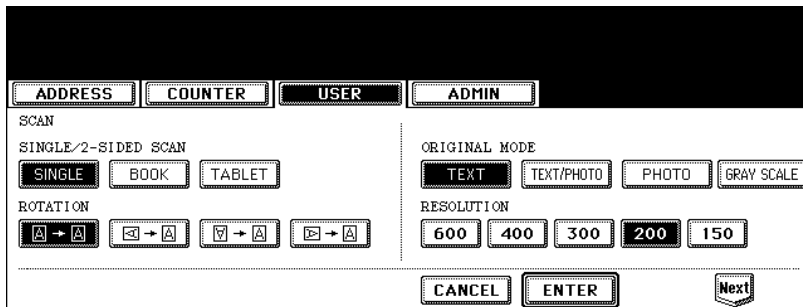 ADDRESS COUNTER USER ADMIN
SCAN
SINGLE/2-SIDED SCAN
SINGLE BOOK TABLET
ROTATION
A → A A → A A → A A → A
ORIGINAL MODE
TEXT TEXT/PHOTO PHOTO GRAY SCALE
RESOLUTION
600 400 300 200 150
CANCEL ENTER Next